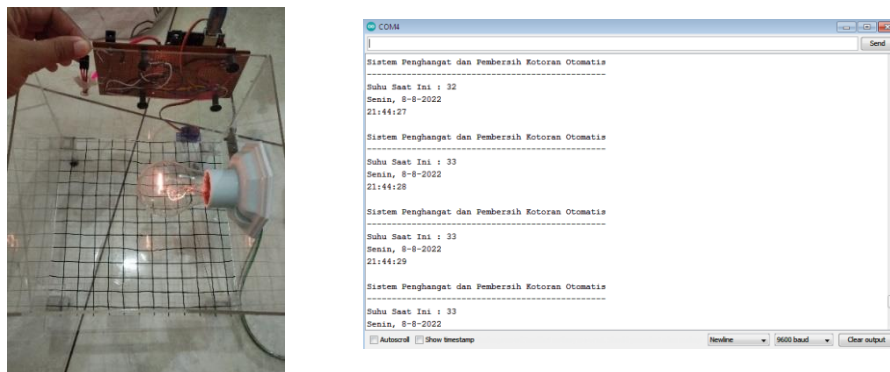 COM4
Send
Sistem Penghangat dan Pembersih Kotoran Otomatis
------------------------------------------------
Suhu Saat Ini : 32
Senin, 8-8-2022
21:44:27
Sistem Penghangat dan Pembersih Kotoran Otomatis
------------------------------------------------
Suhu Saat Ini : 33
Senin, 8-8-2022
21:44:28
Sistem Penghangat dan Pembersih Kotoran Otomatis
------------------------------------------------
Suhu Saat Ini : 33
Senin, 8-8-2022
21:44:29
Sistem Penghangat dan Pembersih Kotoran Otomatis
------------------------------------------------
Suhu Saat Ini : 33
Senin, 8-8-2022
Autoscroll Show timestamp Newline 9600 baud Clear output